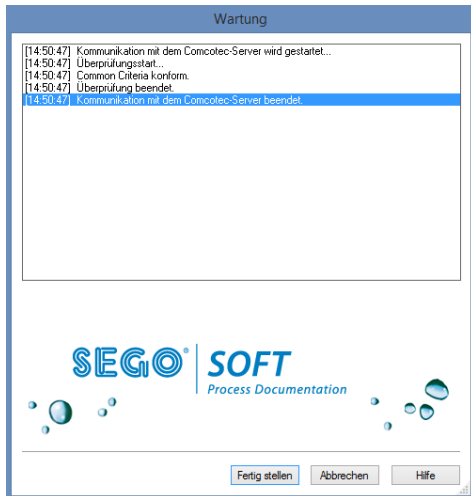 Wartung
[14:50:47] Kommunikation mit dem Comcotec-Server wird gestartet...
[14:50:47] Überprüfungsstart...
[14:50:47] Common Criteria konform.
[14:50:47] Überprüfung beendet.
[14:50:47] Kommunikation mit dem Comcotec-Server beendet.
SEGO® SOFT
Process Documentation
Fertig stellen Abbrechen Hilfe